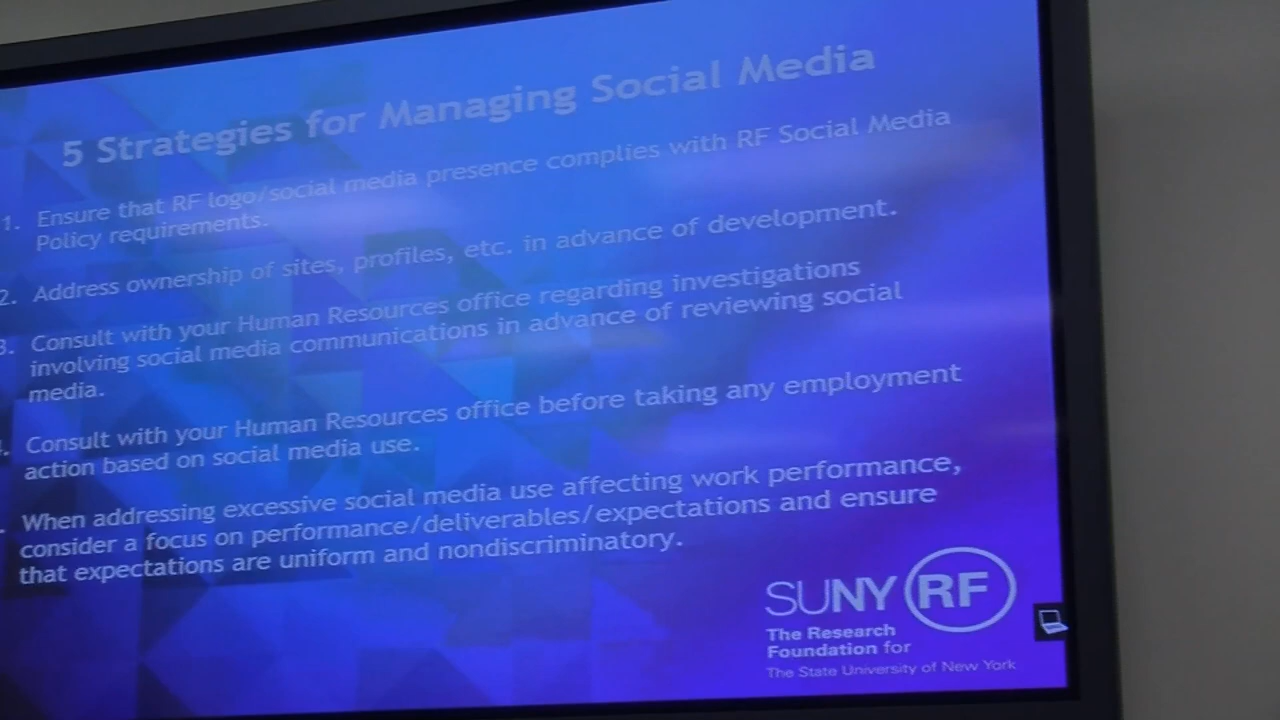 5 Strategies for Managing Social Media
1. Ensure that RF logo/social media presence complies with RF Social Media
Policy requirements.
2. Address ownership of sites, profiles, etc. in advance of development.
3. Consult with your Human Resources office regarding investigations
involving social media communications in advance of reviewing social
media.
Consult with your Human Resources office before taking any employment
action based on social media use.
When addressing excessive social media use affecting work performance,
consider a focus on performance/deliverables/expectations and ensure
that expectations are uniform and nondiscriminatory.
SUNY RF
The Research
Foundation for
The State University of New York